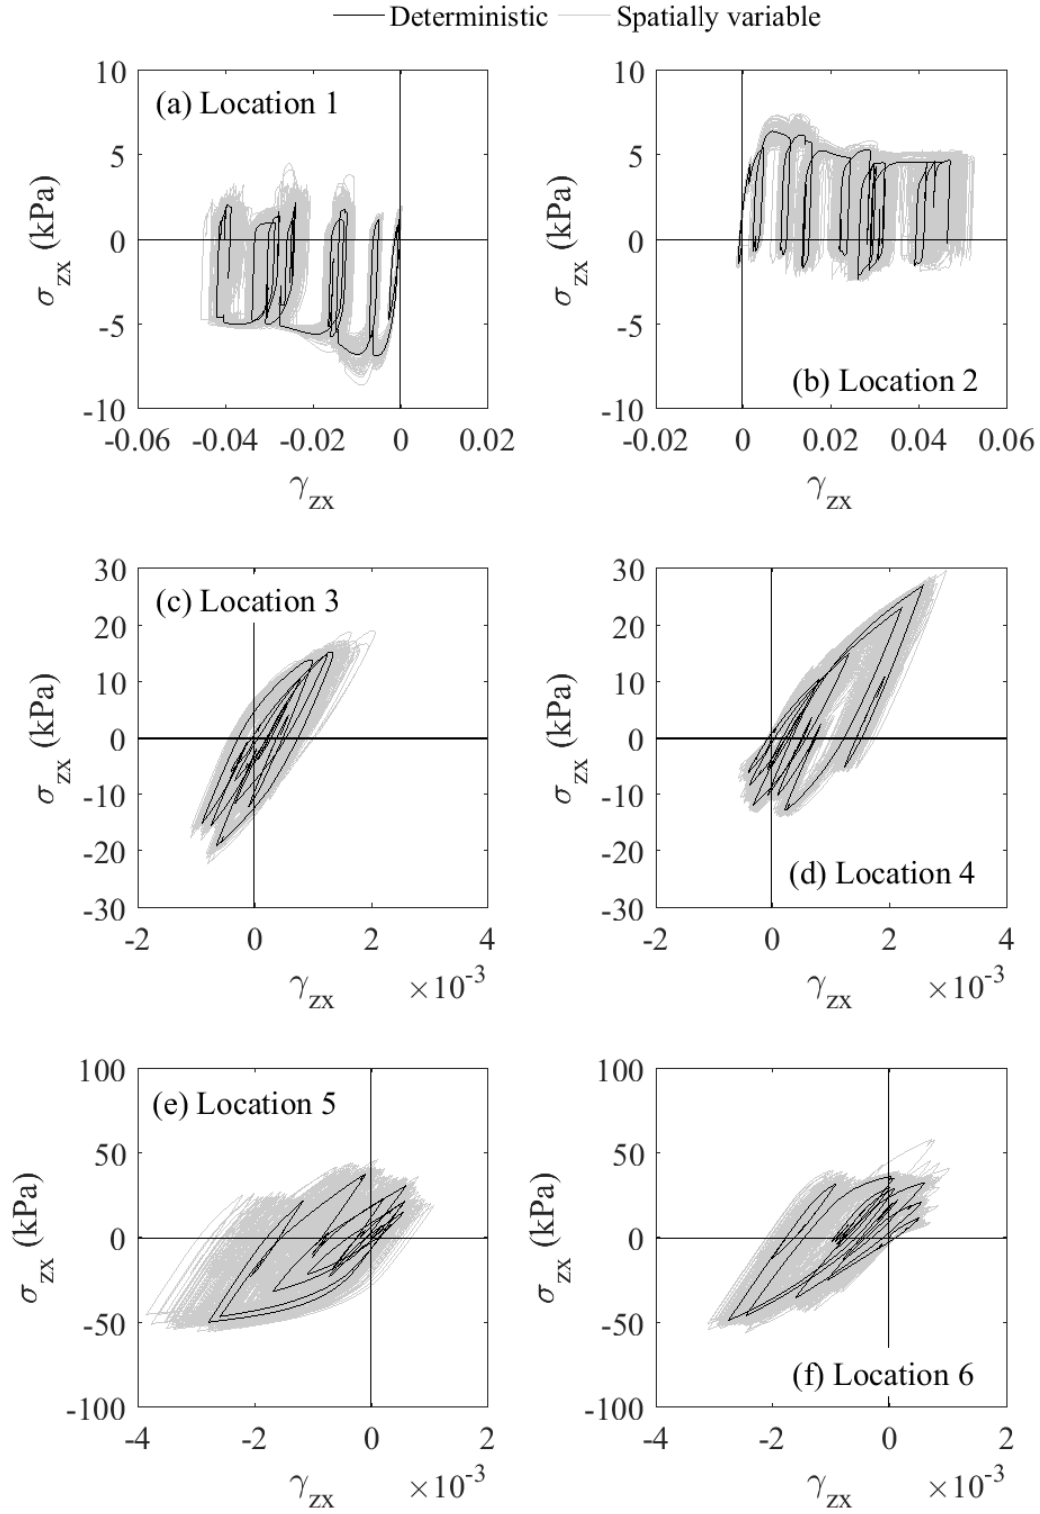 Deterministic Spatially variable
10
5
0
-5
-10
σzx (kPa)
(a) Location 1
-0.06 -0.04 -0.02 0 0.02
γzx
10
5
0
-5
-10
σzx (kPa)
(b) Location 2
-0.02 0 0.02 0.04 0.06
γzx
30
20
10
0
-10
-20
-30
σzx (kPa)
(c) Location 3
-2 0 2 4
γzx ×10-3
30
20
10
0
-10
-20
-30
σzx (kPa)
(d) Location 4
-2 0 2 4
γzx ×10-3
100
50
0
-50
-100
σzx (kPa)
(e) Location 5
-4 -2 0 2
γzx ×10-3
100
50
0
-50
-100
σzx (kPa)
(f) Location 6
-4 -2 0 2
γzx ×10-3